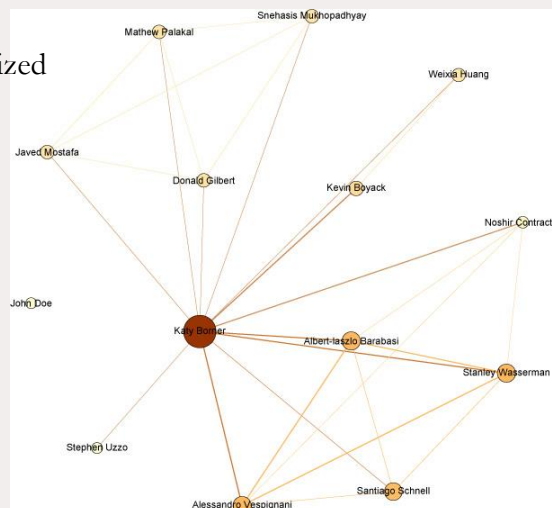 Snehasis Mukhopadhyay
Mathew Palakal
ized
Weixia Huang
Javed Mostafa
Donald Gilbert
Kevin Boyack
Noshir Contract
John Doe
Katy Borner
Albert-laszlo Barabasi
Stanley Wasserman
Stephen Uzzo
Santiago Schnell
Alessandro Vespignani